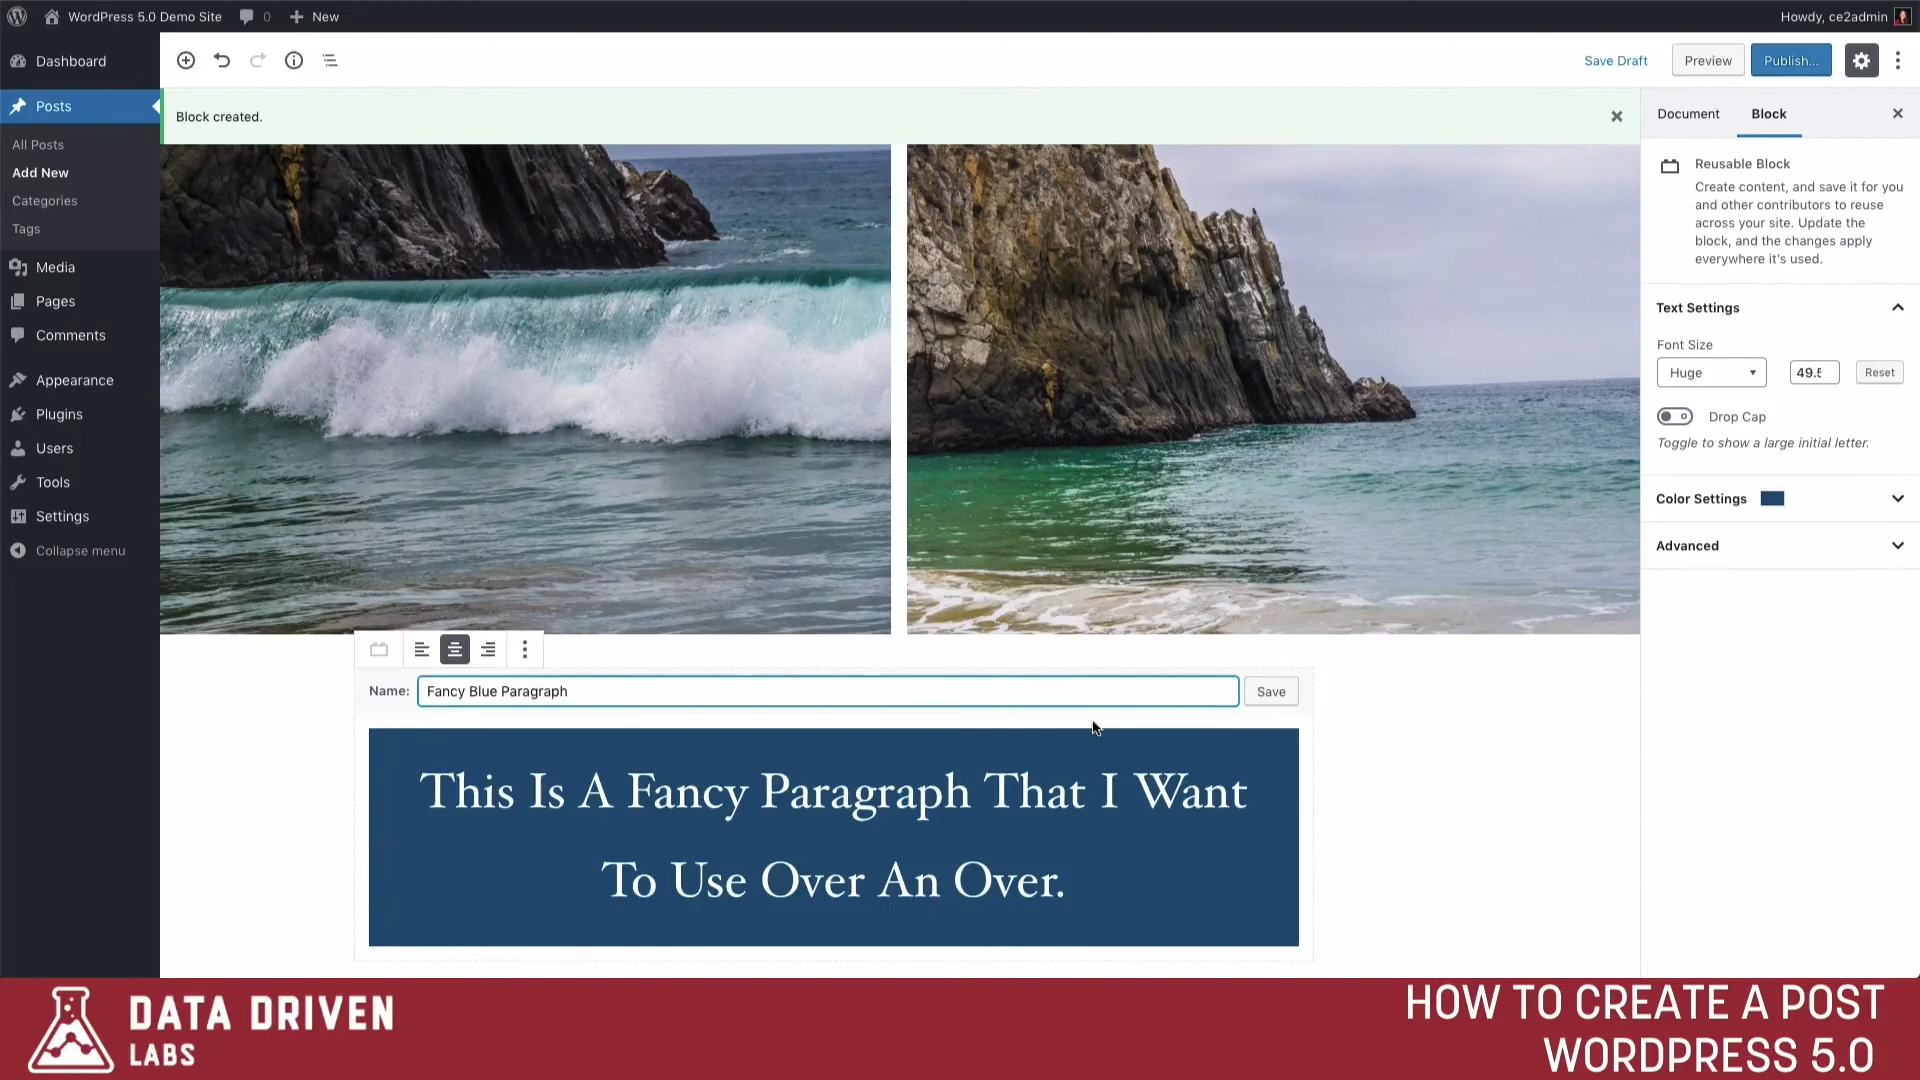 WordPress 5.0 Demo Site
0
New
Howdy, ce2admin
Dashboard
Posts
All Posts
Add New
Categories
Tags
Media
Pages
Comments
Appearance
Plugins
Users
Tools
Settings
Collapse menu
Save Draft
Preview
Publish...
Block created.
Document
Block
Reusable Block
Create content, and save it for you
and other contributors to reuse
across your site. Update the
block, and the changes apply
everywhere it's used.
Text Settings
Font Size
Huge
49.5
Reset
Drop Cap
Toggle to show a large initial letter.
Color Settings
Advanced
Name:
Fancy Blue Paragraph
Save
This Is A Fancy Paragraph That I Want
To Use Over An Over.
DATA DRIVEN
LABS
HOW TO CREATE A POST
WORDPRESS 5.0